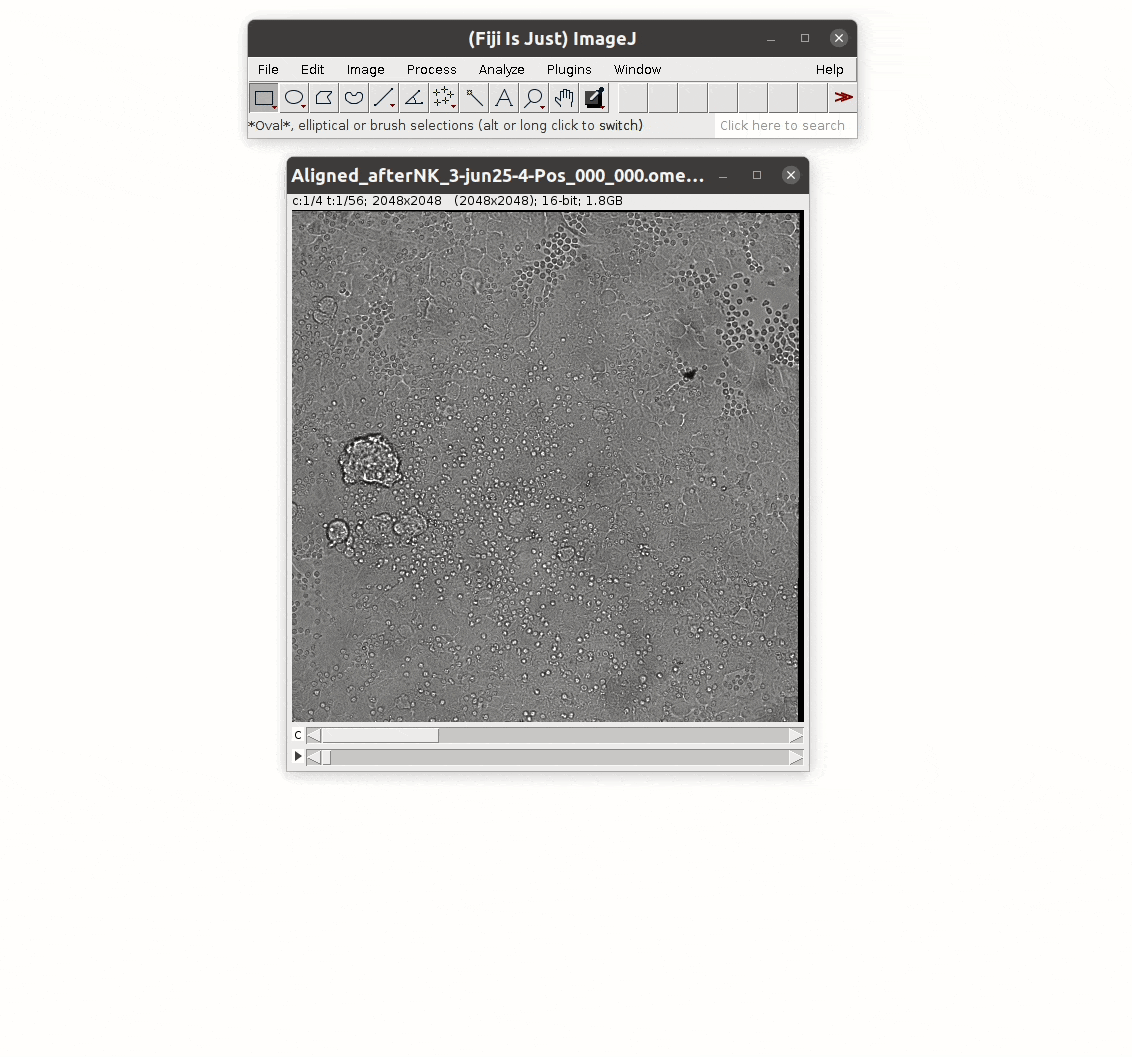 (Fiji Is Just) ImageJ
File Edit Image Process Analyze Plugins Window Help
*Oval*, elliptical or brush selections (alt or long click to switch) Click here to search
Aligned_afterNK_3-jun25-4-Pos_000_000.ome...
c:1/4 t:1/56; 2048x2048 (2048x2048); 16-bit; 1.8GB
c